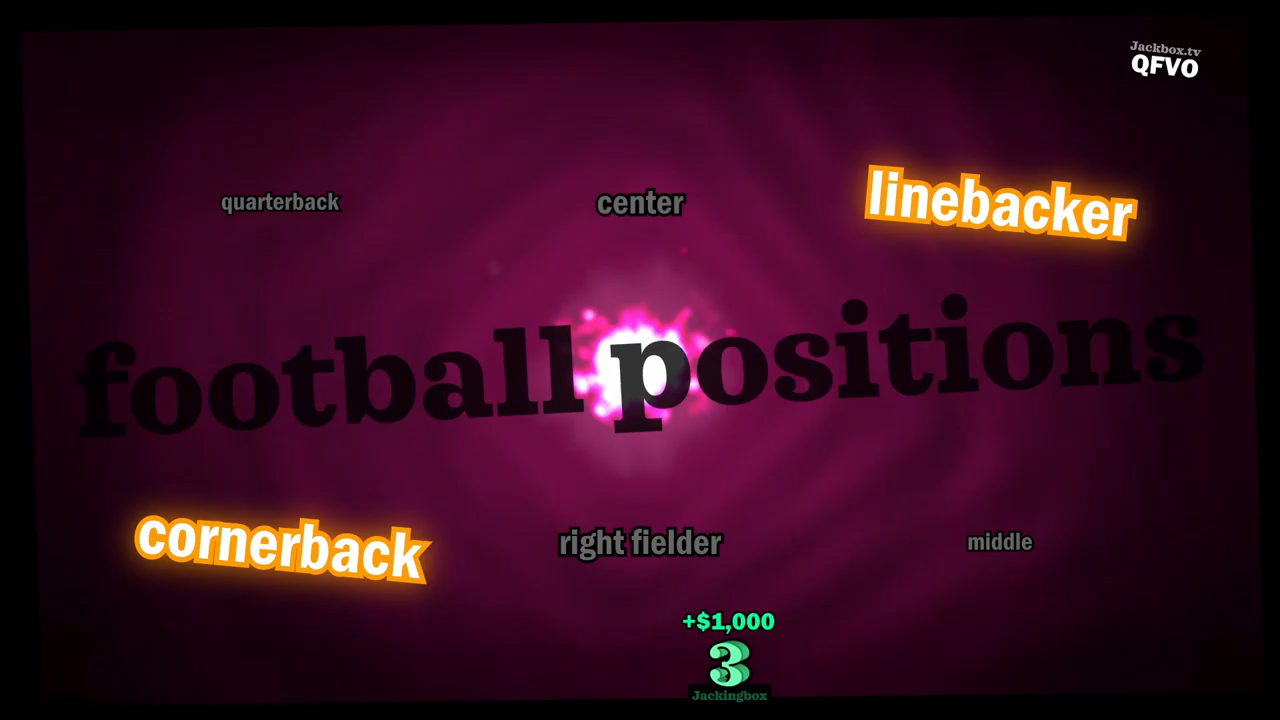 Jackbox.tv
QFVO
quarterback
center
linebacker
football positions
cornerback
right fielder
middle
+$1,000
3
Jackingbox